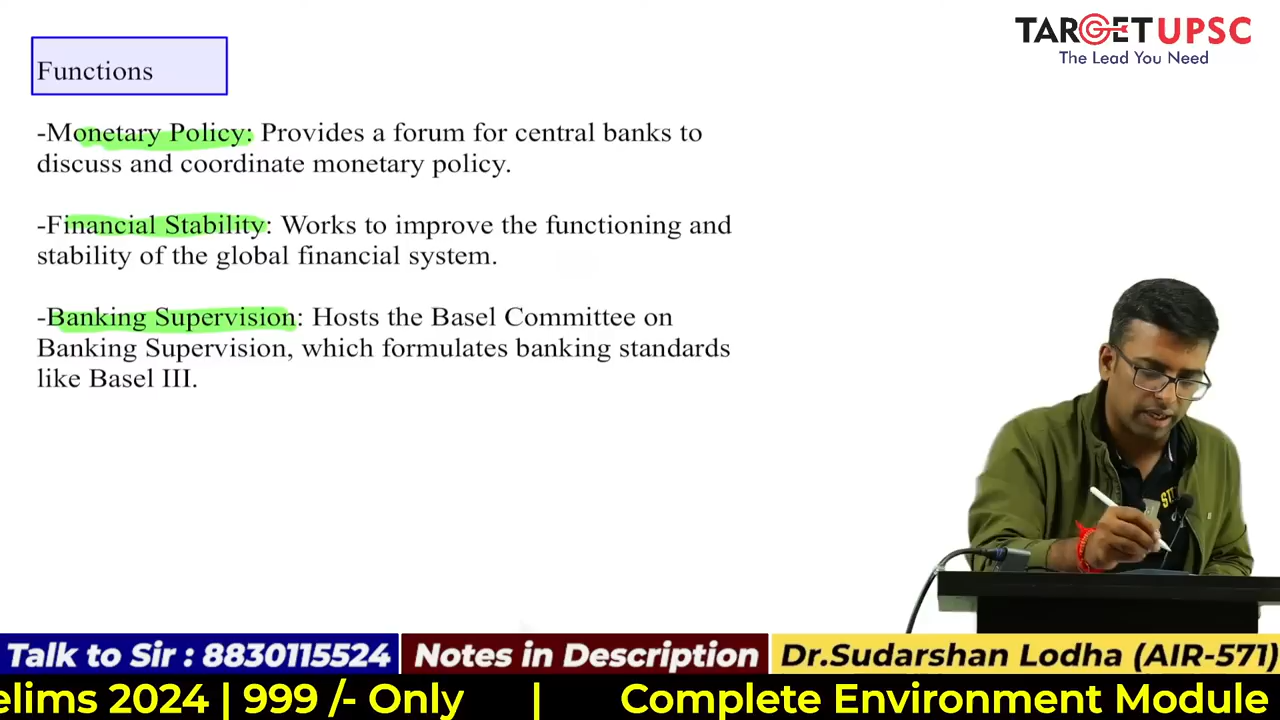 TARGET UPSC
The Lead You Need
Functions
-Monetary Policy: Provides a forum for central banks to
discuss and coordinate monetary policy.
-Financial Stability: Works to improve the functioning and
stability of the global financial system.
-Banking Supervision: Hosts the Basel Committee on
Banking Supervision, which formulates banking standards
like Basel III.
Talk to Sir : 8830115524
Notes in Description
Dr.Sudarshan Lodha (AIR-571)
elims 2024 | 999 /- Only | Complete Environment Module